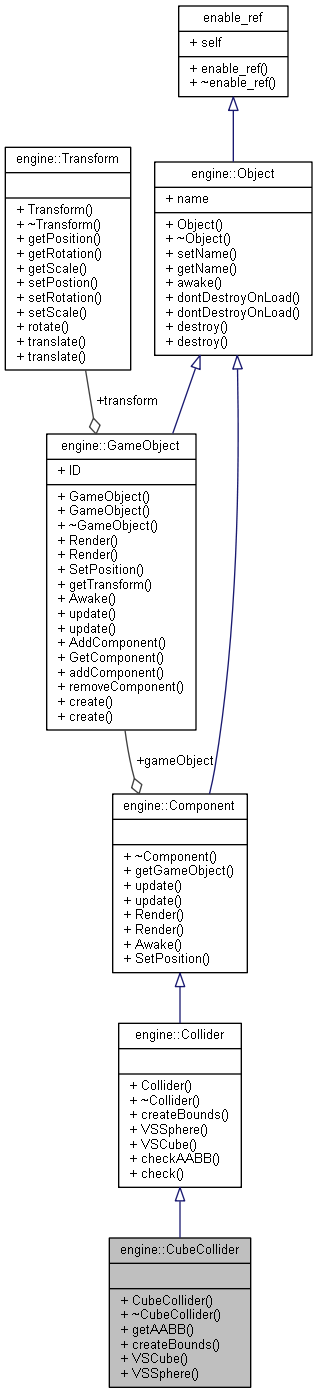 enable_ref
+ self
+ enable_ref()
+ ~enable_ref()
engine::Transform
+ Transform()
+ ~Transform()
+ getPosition()
+ getRotation()
+ getScale()
+ setPostion()
+ setRotation()
+ setScale()
+ rotate()
+ translate()
+ translate()
engine::Object
+ name
+ Object()
+ ~Object()
+ setName()
+ getName()
+ awake()
+ dontDestroyOnLoad()
+ dontDestroyOnLoad()
+ destroy()
+ destroy()
+transform
engine::GameObject
+ ID
+ GameObject()
+ GameObject()
+ ~GameObject()
+ Render()
+ Render()
+ SetPosition()
+ getTransform()
+ Awake()
+ update()
+ update()
+ AddComponent()
+ GetComponent()
+ addComponent()
+ removeComponent()
+ create()
+ create()
+gameObject
engine::Component
+ ~Component()
+ getGameObject()
+ update()
+ update()
+ Render()
+ Render()
+ Awake()
+ SetPosition()
engine::Collider
+ Collider()
+ ~Collider()
+ createBounds()
+ VSSphere()
+ VSCube()
+ checkAABB()
+ check()
engine::CubeCollider
+ CubeCollider()
+ ~CubeCollider()
+ getAABB()
+ createBounds()
+ VSCube()
+ VSSphere()